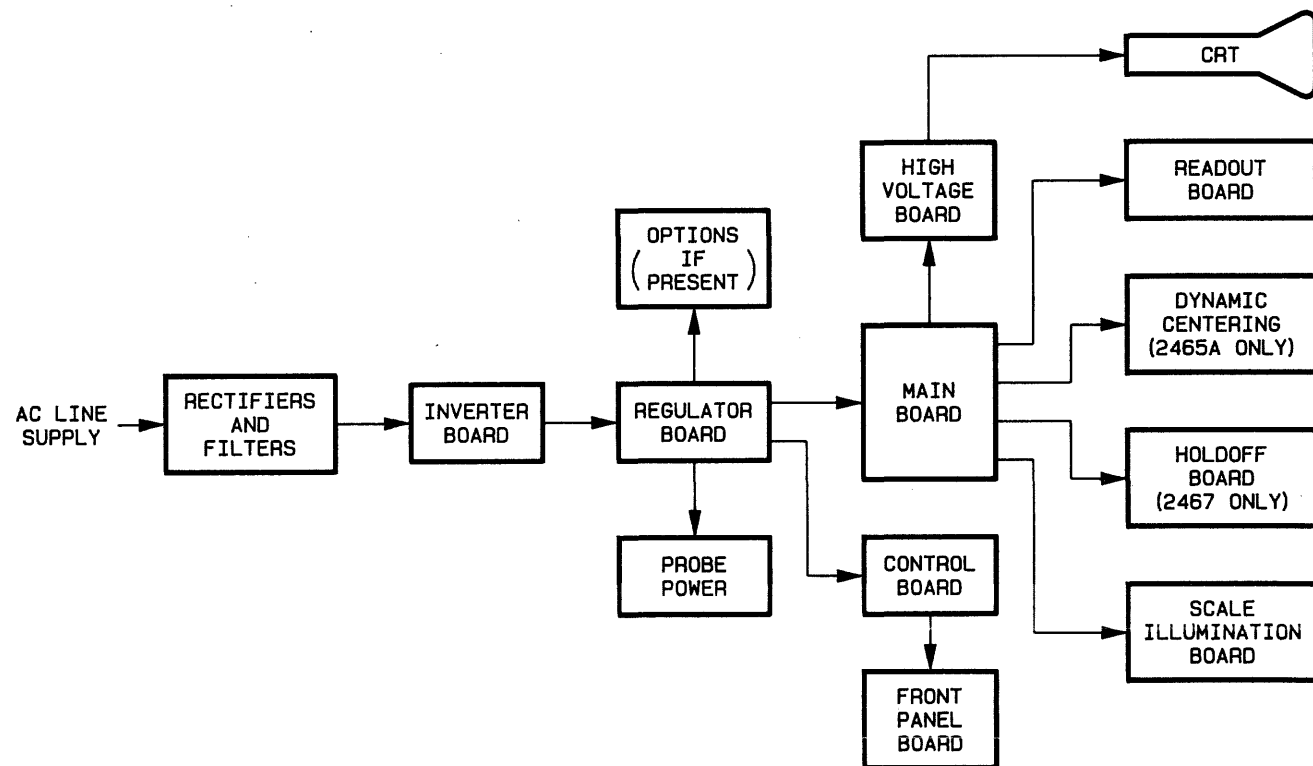 CRT
HIGH
VOLTAGE
BOARD
READOUT
BOARD
OPTIONS
( IF )
PRESENT
DYNAMIC
CENTERING
(2465A ONLY)
AC LINE
SUPPLY
RECTIFIERS
AND
FILTERS
INVERTER
BOARD
REGULATOR
BOARD
MAIN
BOARD
HOLDOFF
BOARD
(2467 ONLY)
PROBE
POWER
CONTROL
BOARD
SCALE
ILLUMINATION
BOARD
FRONT
PANEL
BOARD